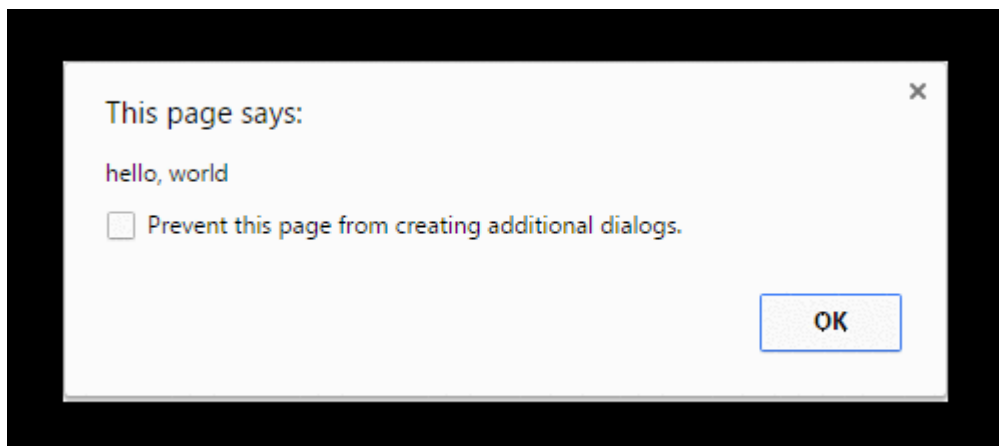 This page says:
hello, world
Prevent this page from creating additional dialogs.
OK